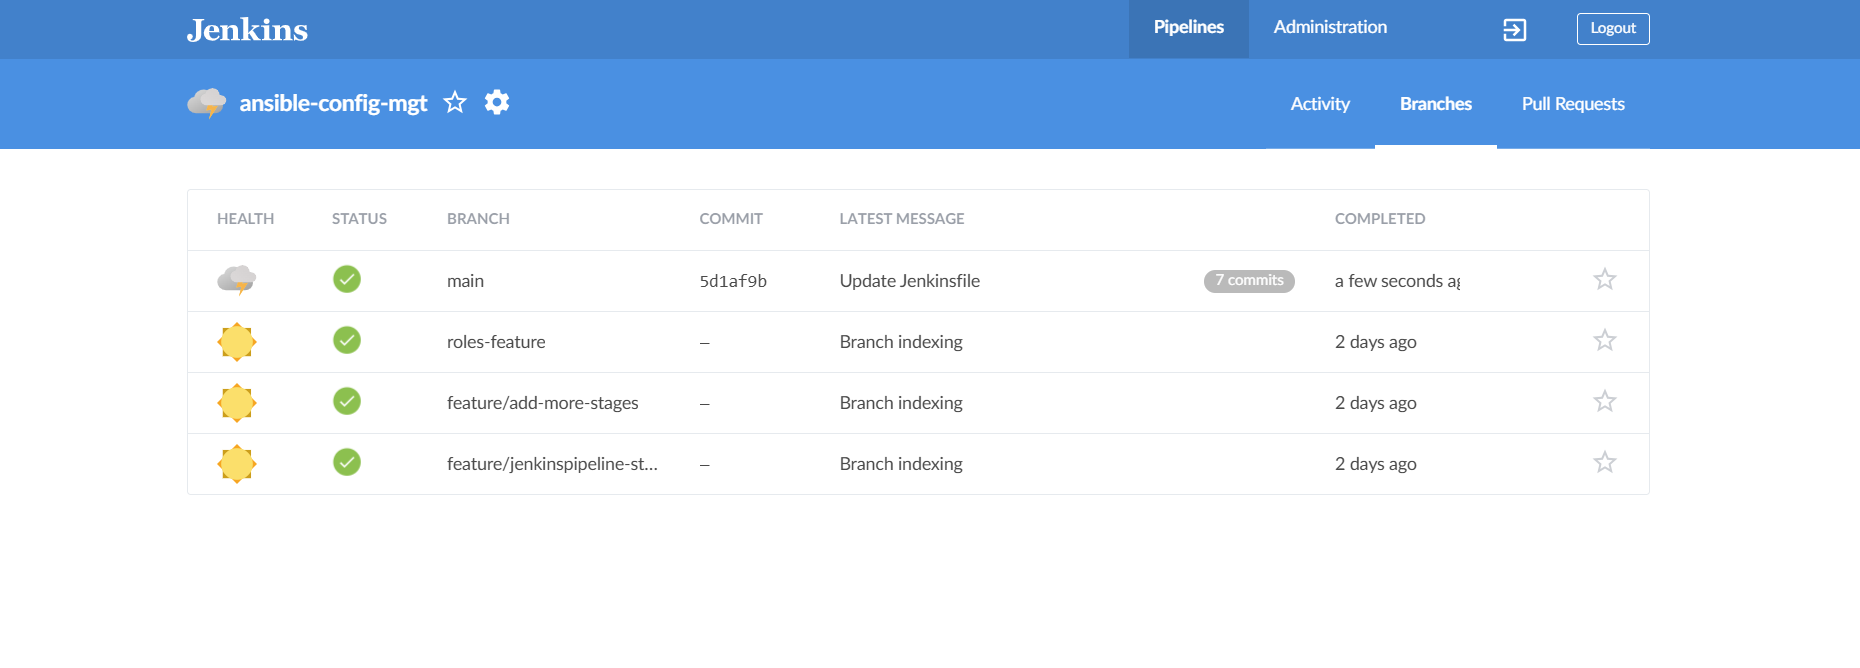 Jenkins Pipelines Administration Logout
ansible-config-mgt Activity Branches Pull Requests
HEALTH STATUS BRANCH COMMIT LATEST MESSAGE COMPLETED
main 5d1af9b Update Jenkinsfile 7 commits a few seconds ag
roles-feature – Branch indexing 2 days ago
feature/add-more-stages – Branch indexing 2 days ago
feature/jenkinspipeline-st... – Branch indexing 2 days ago